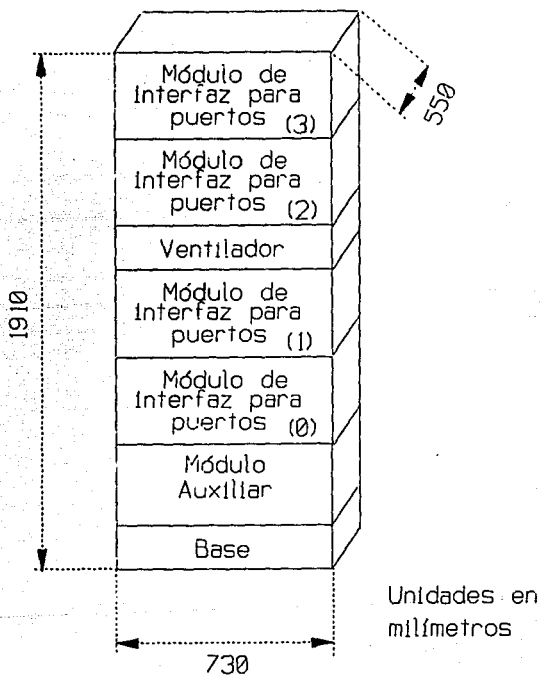 Módulo de
Interfaz para
puertos (3)
550
Módulo de
Interfaz para
puertos (2)
Ventilador
1910
Módulo de
Interfaz para
puertos (1)
Módulo de
Interfaz para
puertos (0)
Módulo
Auxiliar
Base
Unidades en
milímetros
730